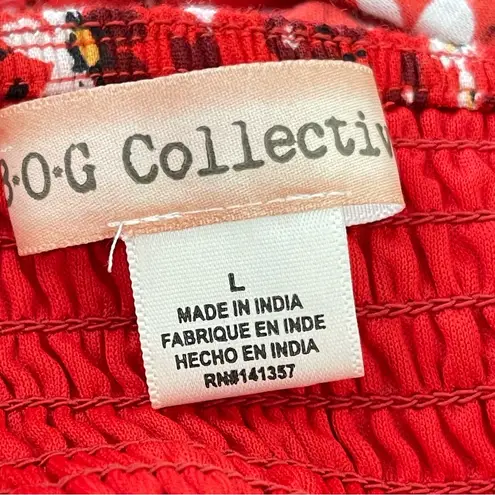 B·O·G Collectiv
L
MADE IN INDIA
FABRIQUE EN INDE
HECHO EN INDIA
RN#141357